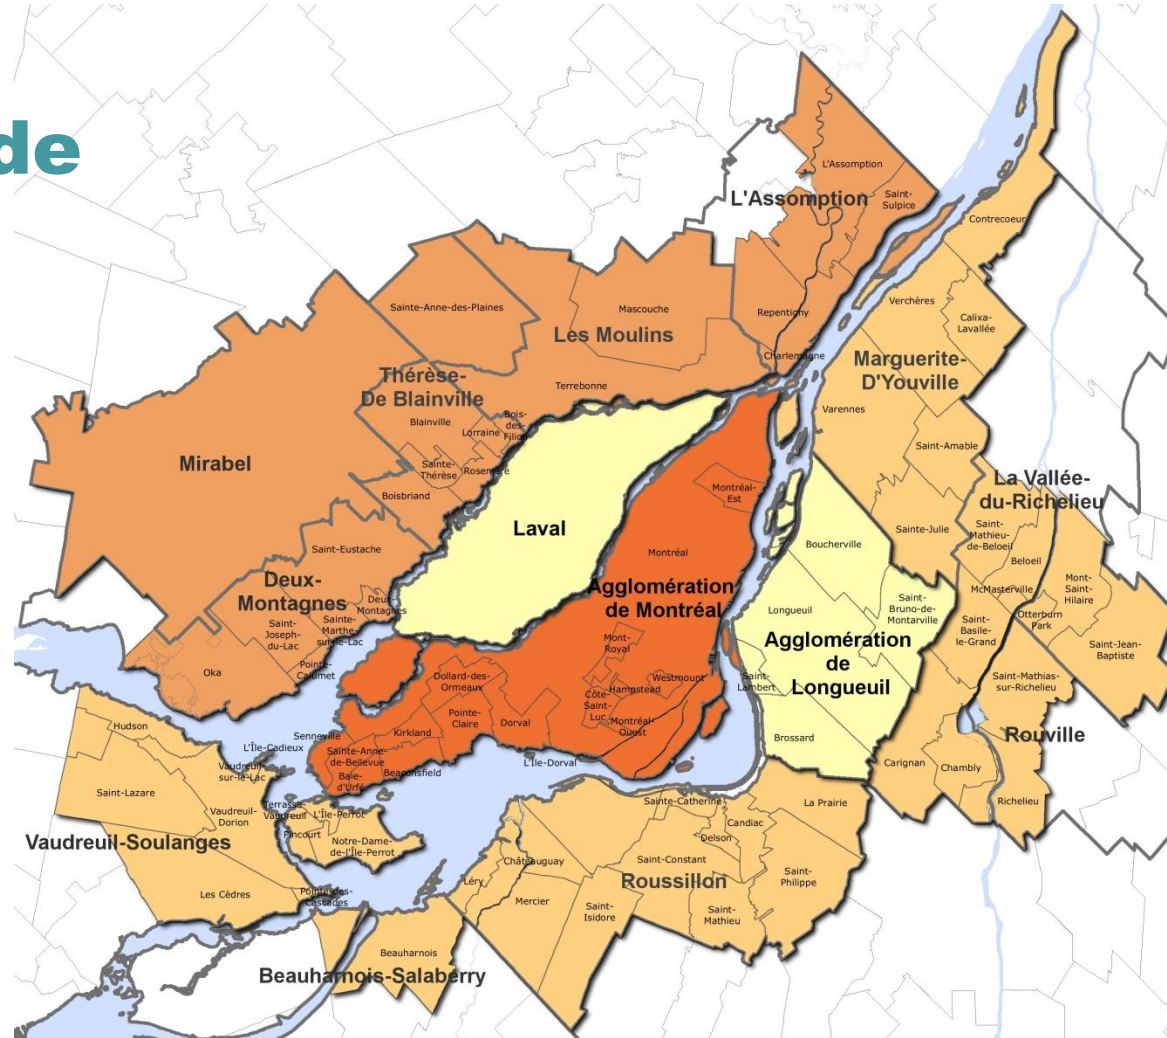 de
L'Assomption
L'Assomption
Saint-
Sulpice
Contrecoeur
Sainte-Anne-des-Plaines
Mascouche
Repentigny
Les Moulins
Charlemagne
Verchères
Calixa-
Lavallée
Marguerite-
D'Youville
Thérèse-
De Blainville
Terrebonne
Blainville
Lorraine
Bois-
des-
Filion
Varennes
Saint-Amable
Mirabel
Sainte-
Thérèse
Rosemère
Boisbriand
Montréal-
Est
La Vallée-
du-Richelieu
Laval
Sainte-Julie
Saint-
Mathieu-
de-Beloeil
Saint-Eustache
Montréal
Boucherville
Beloeil
Deux-
Montagnes
Deux-
Montagnes
Agglomération
de Montréal
McMasterville
Mont-
Saint-
Hilaire
Saint-
Joseph-
du-Lac
Sainte-
Marthe-
sur-le-Lac
Longueuil
Saint-
Bruno-de-
Montarville
Otterburn
Park
Oka
Pointe-
Calumet
Mont-
Royal
Agglomération
de
Longueuil
Saint-
Basile-
le-Grand
Saint-Jean-
Baptiste
Dollard-des-
Ormeaux
Hampstead
Westmount
Saint-
Lambert
Saint-Mathias-
sur-Richelieu
Côte-
Saint-
Luc
Pointe-
Claire
Dorval
Montréal-
Ouest
Kirkland
Senneville
Brossard
Rouville
Hudson
L'Île-Cadieux
Sainte-Anne-
de-Bellevue
Baie-
d'Urfé
Beaconsfield
L'Île-Dorval
Carignan
Chambly
Richelieu
Vaudreuil-
sur-le-Lac
Saint-Lazare
Vaudreuil-
Dorion
Terrasse-
Vaudreuil
L'Île-Perrot
Pincourt
Notre-Dame-
de-l'Île-Perrot
Vaudreuil-Soulanges
Sainte-Catherine
La Prairie
Candiac
Delson
Saint-Constant
Châteauguay
Roussillon
Saint-
Philippe
Léry
Les Cèdres
Pointe-des-
Cascades
Mercier
Saint-
Isidore
Saint-
Mathieu
Beauharnois
Beauharnois-Salaberry